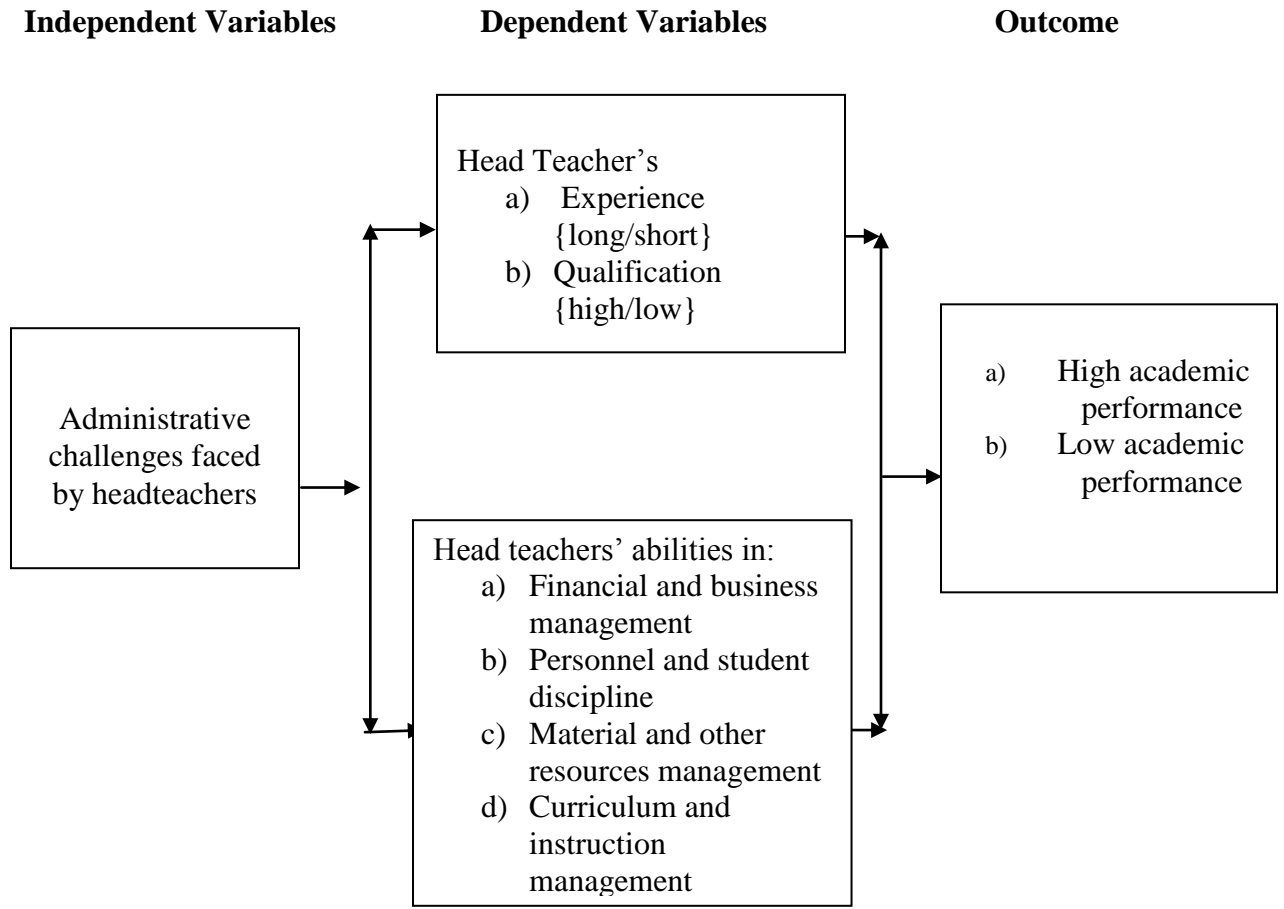 Independent Variables
Dependent Variables
Outcome
Administrative
challenges faced
by headteachers
Head Teacher’s
a) Experience
{long/short}
b) Qualification
{high/low}
Head teachers’ abilities in:
a) Financial and business
management
b) Personnel and student
discipline
c) Material and other
resources management
d) Curriculum and
instruction
management
a) High academic
performance
b) Low academic
performance